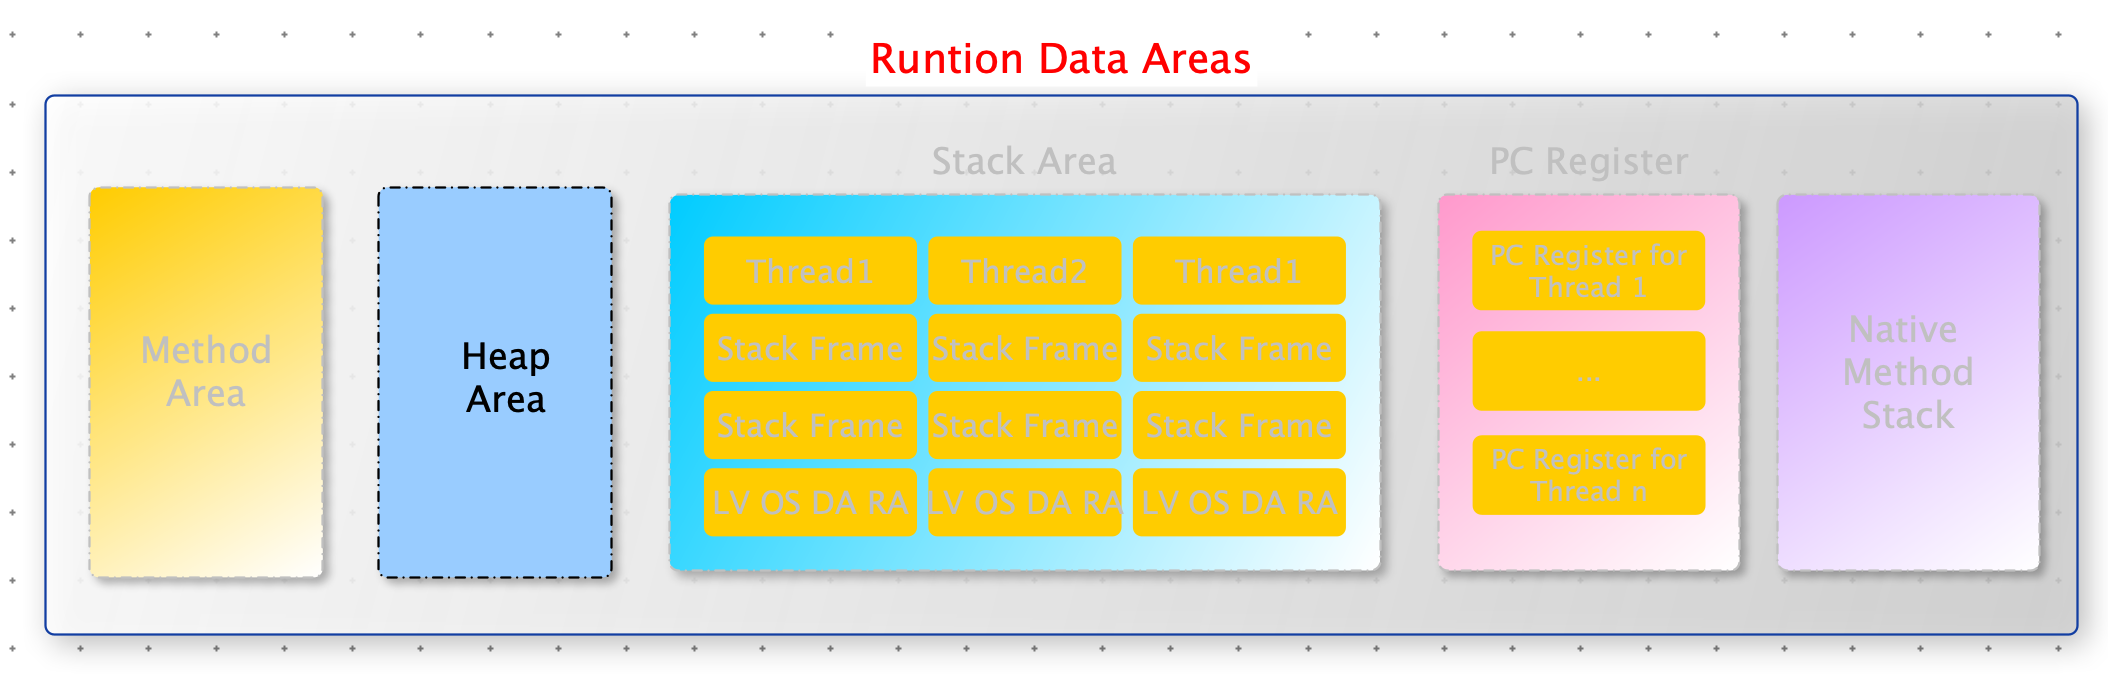 Runtion Data Areas
Stack Area
PC Register
Method
Area
Heap
Area
Thread1
Thread2
Thread1
Stack Frame
Stack Frame
Stack Frame
Stack Frame
Stack Frame
Stack Frame
LV OS DA RA
LV OS DA RA
LV OS DA RA
PC Register for
Thread 1
...
PC Register for
Thread n
Native
Method
Stack